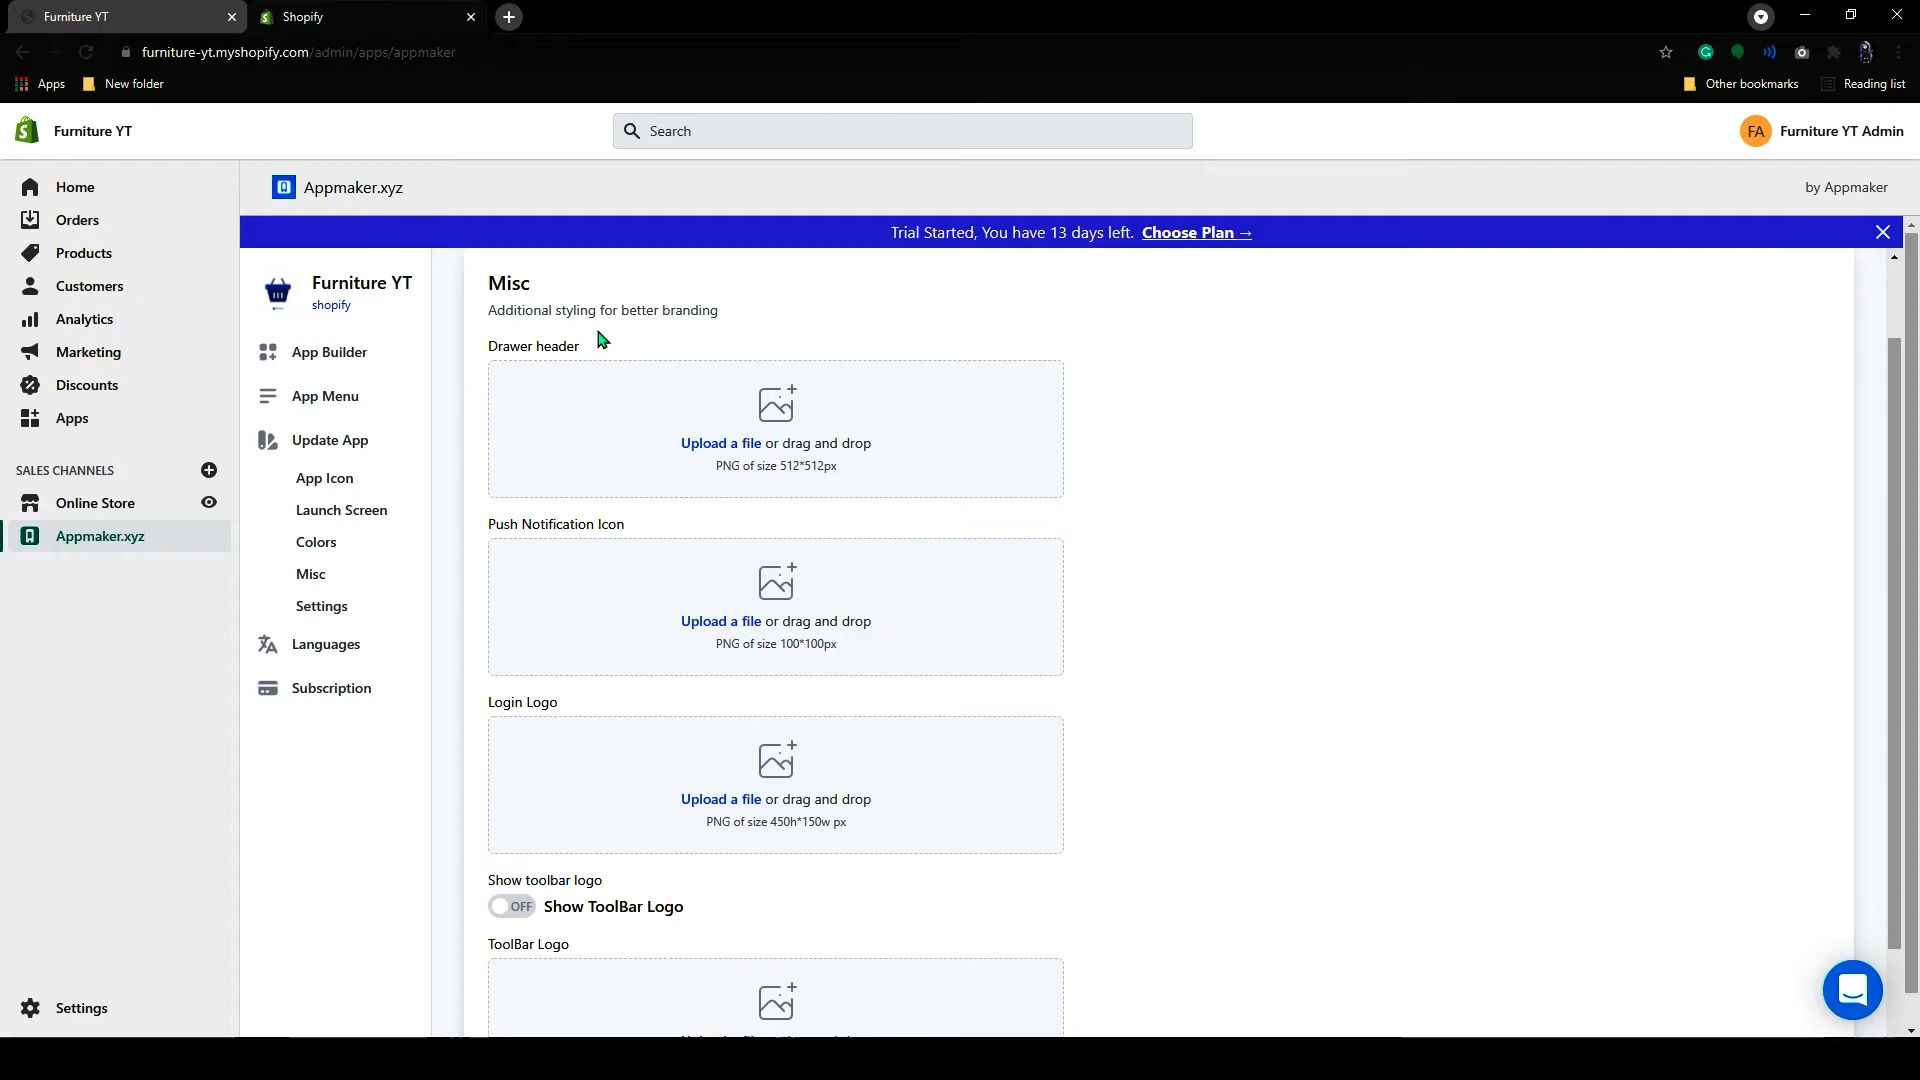 Furniture YT
Shopify
furniture-yt.myshopify.com/admin/apps/appmaker
Apps
New folder
Other bookmarks
Reading list
Furniture YT
Search
FA
Furniture YT Admin
Home
Orders
Products
Customers
Analytics
Marketing
Discounts
Apps
SALES CHANNELS
Online Store
Appmaker.xyz
Settings
Appmaker.xyz
by Appmaker
Trial Started, You have 13 days left. Choose Plan →
Furniture YT
shopify
App Builder
App Menu
Update App
App Icon
Launch Screen
Colors
Misc
Settings
Languages
Subscription
Misc
Additional styling for better branding
Drawer header
Upload a file or drag and drop
PNG of size 512*512px
Push Notification Icon
Upload a file or drag and drop
PNG of size 100*100px
Login Logo
Upload a file or drag and drop
PNG of size 450h*150w px
Show toolbar logo
OFF Show ToolBar Logo
ToolBar Logo